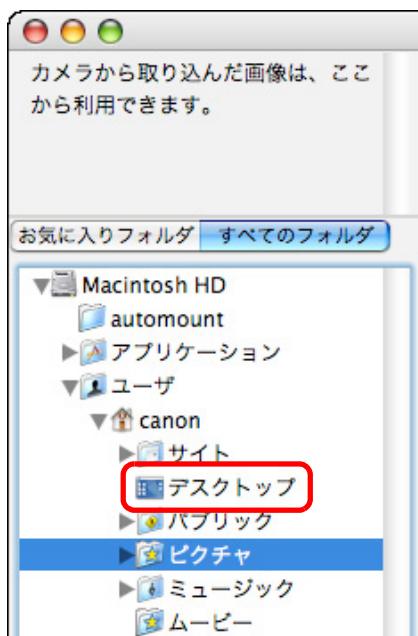 カメラから取り込んだ画像は、ここ
から利用できます。
お気に入りフォルダ すべてのフォルダ
Macintosh HD
automount
アプリケーション
ユーザ
canon
サイト
デスクトップ
パブリック
ピクチャ
ミュージック
ムービー